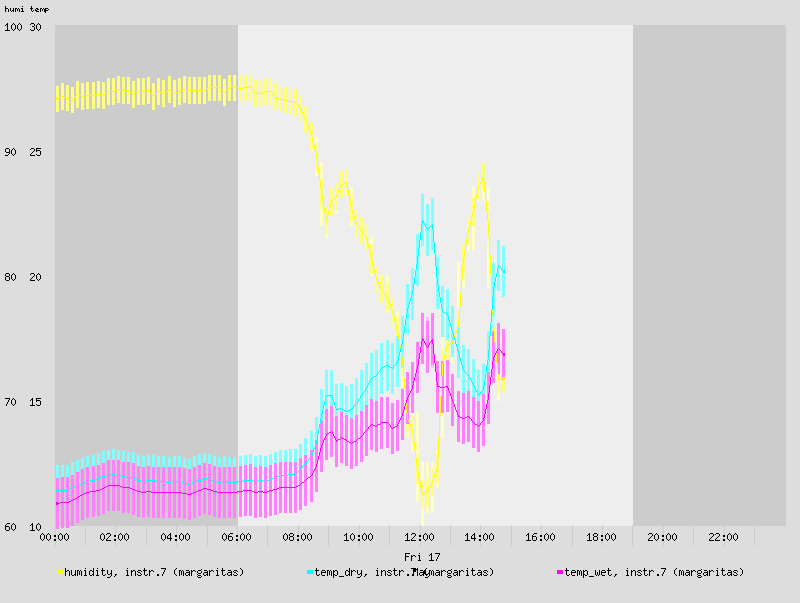 humi temp
100 30
90 25
80 20
70 15
60 10
00:00 02:00 04:00 06:00 08:00 10:00 12:00 14:00 16:00 18:00 20:00 22:00
Fri 17
humidity, instr.7 (margaritas) temp_dry, instr.7 (margaritas) temp_wet, instr.7 (margaritas)
May